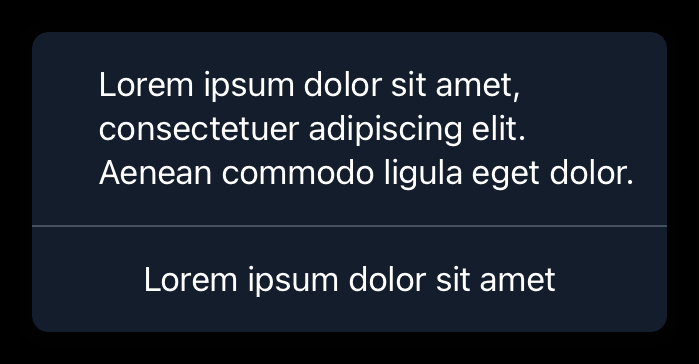 Lorem ipsum dolor sit amet,
consectetuer adipiscing elit.
Aenean commodo ligula eget dolor.
Lorem ipsum dolor sit amet